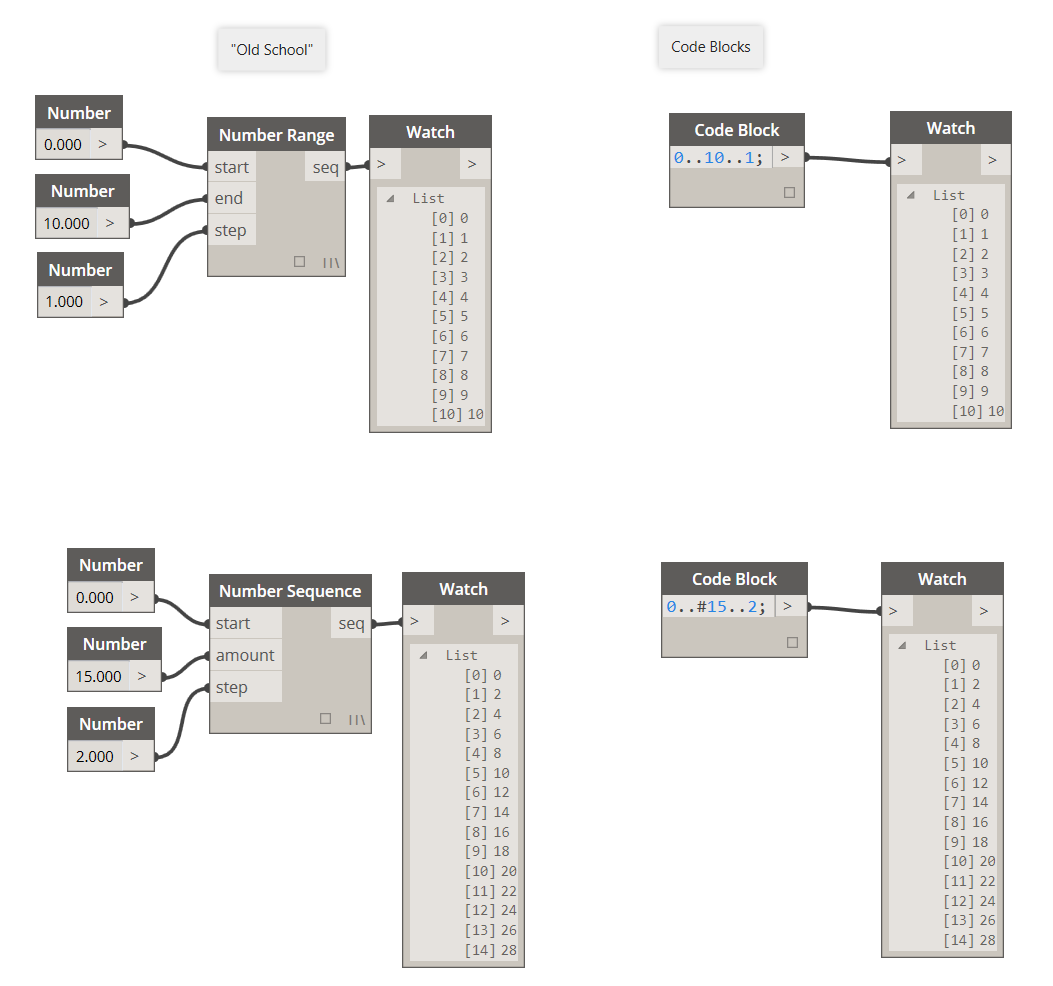 "Old School"
Code Blocks
Number
0.000 >
Number
10.000 >
Number
1.000 >
Number Range
start seq
end
step
Watch
> >
List
[0] 0
[1] 1
[2] 2
[3] 3
[4] 4
[5] 5
[6] 6
[7] 7
[8] 8
[9] 9
[10] 10
Code Block
0..10..1; >
Watch
> >
List
[0] 0
[1] 1
[2] 2
[3] 3
[4] 4
[5] 5
[6] 6
[7] 7
[8] 8
[9] 9
[10] 10
Number
0.000 >
Number
15.000 >
Number
2.000 >
Number Sequence
start seq
amount
step
Watch
> >
List
[0] 0
[1] 2
[2] 4
[3] 6
[4] 8
[5] 10
[6] 12
[7] 14
[8] 16
[9] 18
[10] 20
[11] 22
[12] 24
[13] 26
[14] 28
Code Block
0..#15..2; >
Watch
> >
List
[0] 0
[1] 2
[2] 4
[3] 6
[4] 8
[5] 10
[6] 12
[7] 14
[8] 16
[9] 18
[10] 20
[11] 22
[12] 24
[13] 26
[14] 28